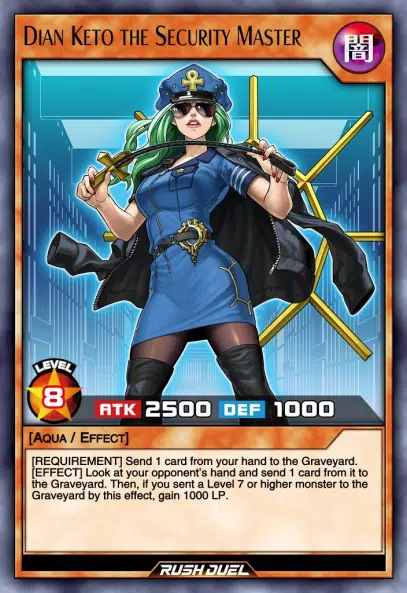 Dian Keto the Security Master
闇
LEVEL
8
ATK 2500 DEF 1000
[Aqua / Effect]
[REQUIREMENT] Send 1 card from your hand to the Graveyard.
[EFFECT] Look at your opponent's hand and send 1 card from it to
the Graveyard. Then, if you sent a Level 7 or higher monster to the
Graveyard by this effect, gain 1000 LP.
RUSH DUEL